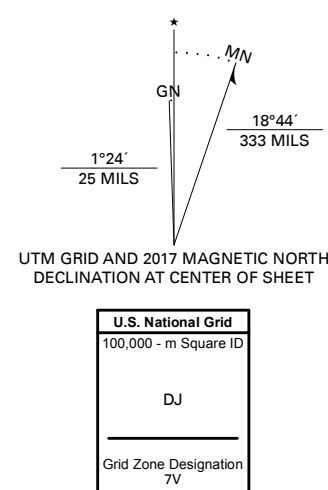 ★
MN
GN
18°44´
333 MILS
1°24´
25 MILS
UTM GRID AND 2017 MAGNETIC NORTH
DECLINATION AT CENTER OF SHEET
U.S. National Grid
100,000 - m Square ID
DJ
Grid Zone Designation
7V